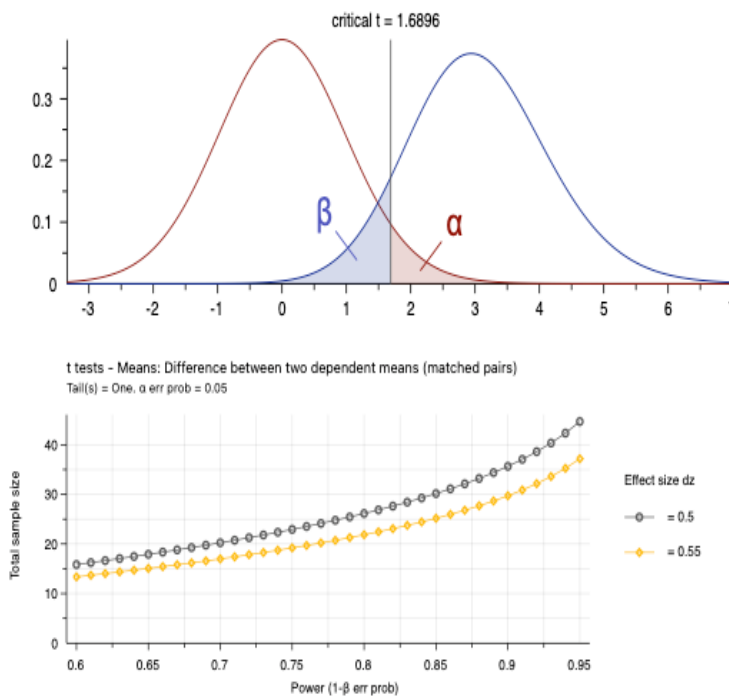 critical t = 1.6896
0.3
0.2
β
α
0.1
0
-3 -2 -1 0 1 2 3 4 5 6
t tests - Means: Difference between two dependent means (matched pairs)
Tail(s) = One. α err prob = 0.05
40
30
20
10
0
Total sample size
Effect size dz
= 0.5
= 0.55
0.6 0.65 0.7 0.75 0.8 0.85 0.9 0.95
Power (1-β err prob)